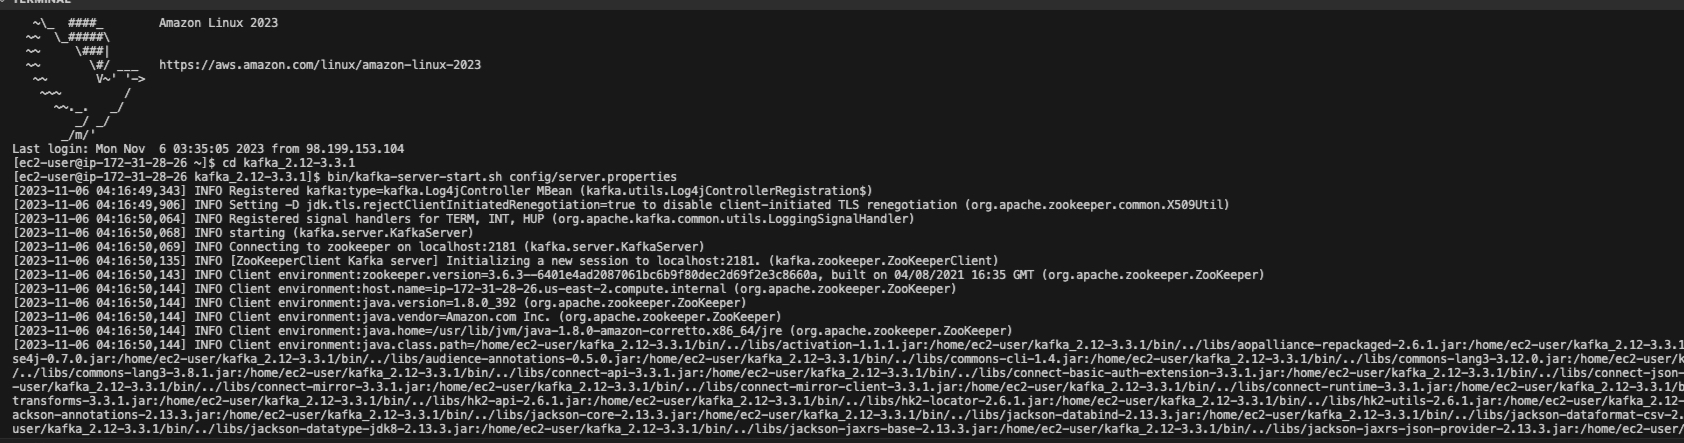 TERMINAL
~\_  ####_        Amazon Linux 2023
~~  \_#####\
~~     \###|
~~       \#/ ___   https://aws.amazon.com/linux/amazon-linux-2023
~~       V~' '->
~~~         /
~~._.   _/
_/ _/
_/m/'
Last login: Mon Nov  6 03:35:05 2023 from 98.199.153.104
[ec2-user@ip-172-31-28-26 ~]$ cd kafka_2.12-3.3.1
[ec2-user@ip-172-31-28-26 kafka_2.12-3.3.1]$ bin/kafka-server-start.sh config/server.properties
[2023-11-06 04:16:49,343] INFO Registered kafka:type=kafka.Log4jController MBean (kafka.utils.Log4jControllerRegistration$)
[2023-11-06 04:16:49,906] INFO Setting -D jdk.tls.rejectClientInitiatedRenegotiation=true to disable client-initiated TLS renegotiation (org.apache.zookeeper.common.X509Util)
[2023-11-06 04:16:50,064] INFO Registered signal handlers for TERM, INT, HUP (org.apache.kafka.common.utils.LoggingSignalHandler)
[2023-11-06 04:16:50,068] INFO starting (kafka.server.KafkaServer)
[2023-11-06 04:16:50,069] INFO Connecting to zookeeper on localhost:2181 (kafka.server.KafkaServer)
[2023-11-06 04:16:50,135] INFO [ZooKeeperClient Kafka server] Initializing a new session to localhost:2181. (kafka.zookeeper.ZooKeeperClient)
[2023-11-06 04:16:50,143] INFO Client environment:zookeeper.version=3.6.3--6401e4ad2087061bc6b9f80dec2d69f2e3c8660a, built on 04/08/2021 16:35 GMT (org.apache.zookeeper.ZooKeeper)
[2023-11-06 04:16:50,144] INFO Client environment:host.name=ip-172-31-28-26.us-east-2.compute.internal (org.apache.zookeeper.ZooKeeper)
[2023-11-06 04:16:50,144] INFO Client environment:java.version=1.8.0_392 (org.apache.zookeeper.ZooKeeper)
[2023-11-06 04:16:50,144] INFO Client environment:java.vendor=Amazon.com Inc. (org.apache.zookeeper.ZooKeeper)
[2023-11-06 04:16:50,144] INFO Client environment:java.home=/usr/lib/jvm/java-1.8.0-amazon-corretto.x86_64/jre (org.apache.zookeeper.ZooKeeper)
[2023-11-06 04:16:50,144] INFO Client environment:java.class.path=/home/ec2-user/kafka_2.12-3.3.1/bin/../libs/activation-1.1.1.jar:/home/ec2-user/kafka_2.12-3.3.1/bin/../libs/aopalliance-repackaged-2.6.1.jar:/home/ec2-user/kafka_2.12-3.3.1
se4j-0.7.0.jar:/home/ec2-user/kafka_2.12-3.3.1/bin/../libs/audience-annotations-0.5.0.jar:/home/ec2-user/kafka_2.12-3.3.1/bin/../libs/commons-cli-1.4.jar:/home/ec2-user/kafka_2.12-3.3.1/bin/../libs/commons-lang3-3.12.0.jar:/home/ec2-user/k
/../libs/commons-lang3-3.8.1.jar:/home/ec2-user/kafka_2.12-3.3.1/bin/../libs/connect-api-3.3.1.jar:/home/ec2-user/kafka_2.12-3.3.1/bin/../libs/connect-basic-auth-extension-3.3.1.jar:/home/ec2-user/kafka_2.12-3.3.1/bin/../libs/connect-json-
-user/kafka_2.12-3.3.1/bin/../libs/connect-mirror-3.3.1.jar:/home/ec2-user/kafka_2.12-3.3.1/bin/../libs/connect-mirror-client-3.3.1.jar:/home/ec2-user/kafka_2.12-3.3.1/bin/../libs/connect-runtime-3.3.1.jar:/home/ec2-user/kafka_2.12-3.3.1/b
transforms-3.3.1.jar:/home/ec2-user/kafka_2.12-3.3.1/bin/../libs/hk2-api-2.6.1.jar:/home/ec2-user/kafka_2.12-3.3.1/bin/../libs/hk2-locator-2.6.1.jar:/home/ec2-user/kafka_2.12-3.3.1/bin/../libs/hk2-utils-2.6.1.jar:/home/ec2-user/kafka_2.12-
ackson-annotations-2.13.3.jar:/home/ec2-user/kafka_2.12-3.3.1/bin/../libs/jackson-core-2.13.3.jar:/home/ec2-user/kafka_2.12-3.3.1/bin/../libs/jackson-databind-2.13.3.jar:/home/ec2-user/kafka_2.12-3.3.1/bin/../libs/jackson-dataformat-csv-2.
user/kafka_2.12-3.3.1/bin/../libs/jackson-datatype-jdk8-2.13.3.jar:/home/ec2-user/kafka_2.12-3.3.1/bin/../libs/jackson-jaxrs-base-2.13.3.jar:/home/ec2-user/kafka_2.12-3.3.1/bin/../libs/jackson-jaxrs-json-provider-2.13.3.jar:/home/ec2-user/